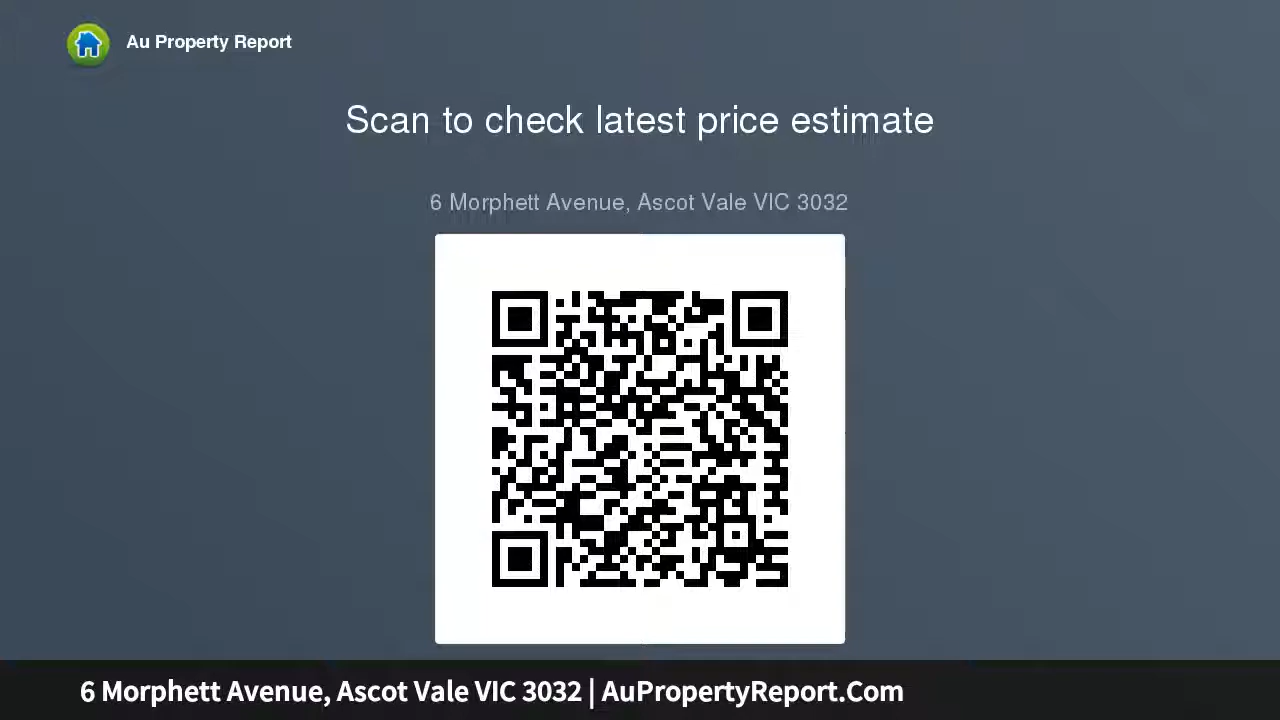 Au Property Report
Scan to check latest price estimate
6 Morphett Avenue, Ascot Vale VIC 3032
6 Morphett Avenue, Ascot Vale VIC 3032 | AuPropertyReport.Com